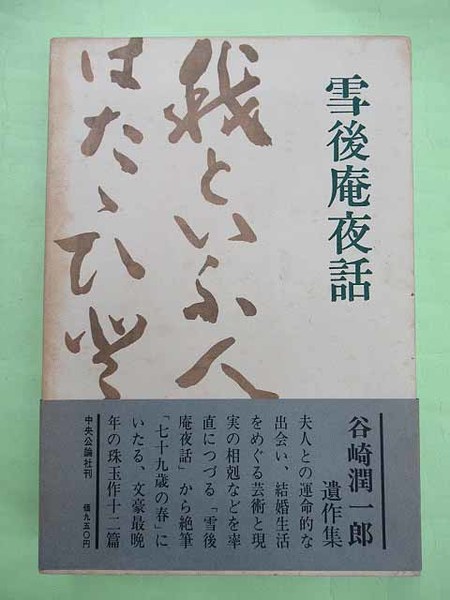 雪後庵夜話
我といふ人
はたゝひと
谷崎潤一郎
遺作集
夫人との運命的な
出会い、結婚生活
をめぐる芸術と現
実の相剋などを率
直につづる「雪後
庵夜話」から絶筆
「七十九歳の春」に
いたる、文豪最晩
年の珠玉作十二篇
中央公論社刊
価九五〇円